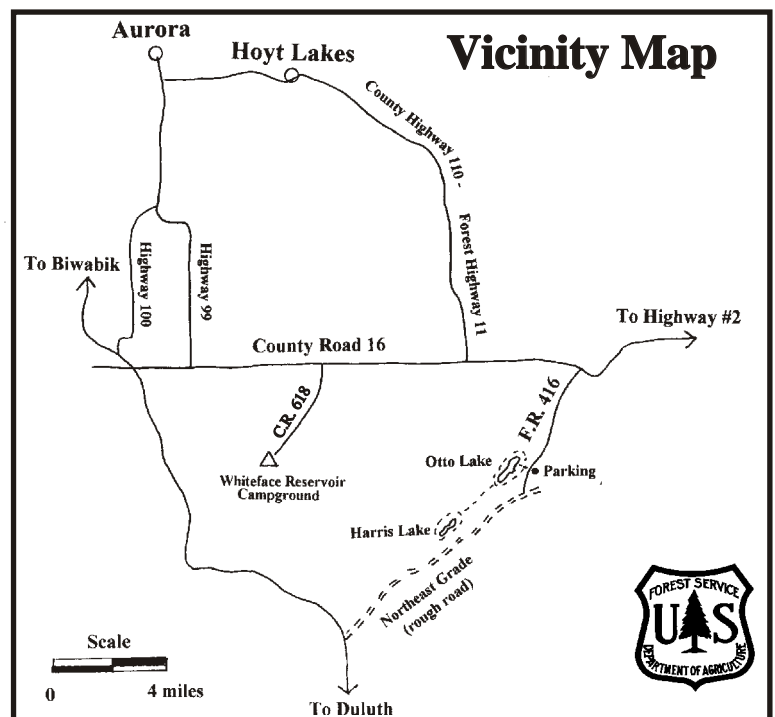 Vicinity Map
Aurora
Hoyt Lakes
County Highway 110 -
Forest Highway 11
To Biwabik
Highway 100
Highway 99
To Highway #2
County Road 16
C.R. 618
F.R. 416
Otto Lake
Parking
Whiteface Reservoir
Campground
Harris Lake
Northeast Grade
(rough road)
Scale
0
4 miles
To Duluth
FOREST SERVICE
U S
DEPARTMENT OF AGRICULTURE